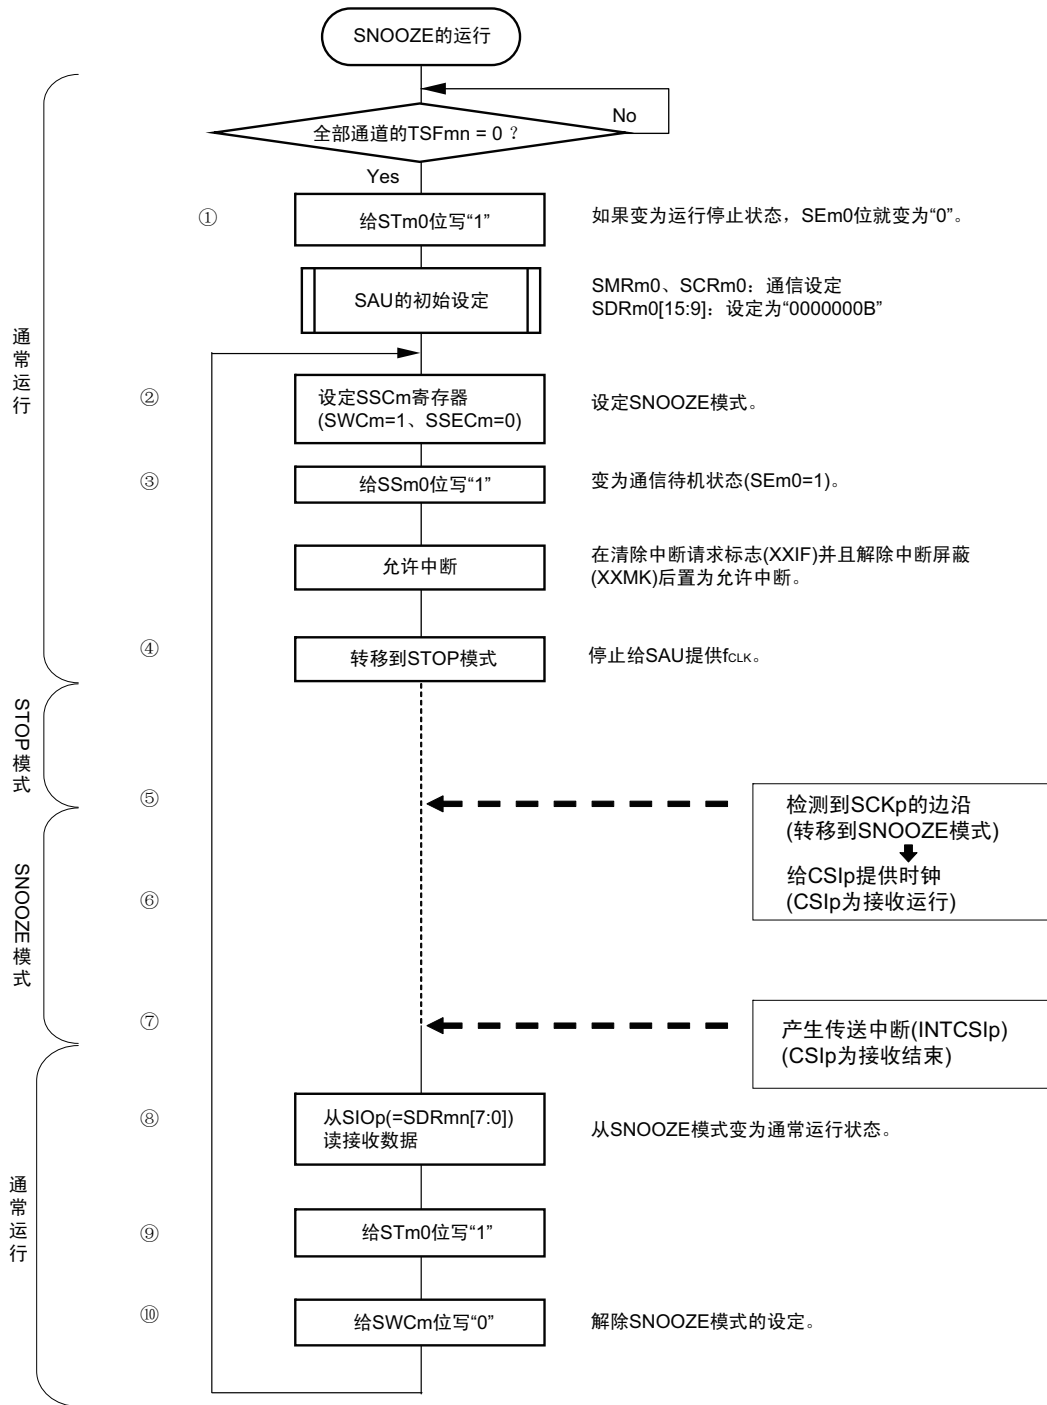 SNOOZE的运行
No
全部通道的TSFmn = 0 ?
Yes
①
给STm0位写“1”
如果变为运行停止状态，SEm0位就变为“0”。
SAU的初始设定
SMRm0、SCRm0：通信设定
SDRm0[15:9]：设定为“0000000B”
通常运行
②
设定SSCm寄存器
(SWCm=1、SSECm=0)
设定SNOOZE模式。
③
给SSm0位写“1”
变为通信待机状态(SEm0=1)。
允许中断
在清除中断请求标志(XXIF)并且解除中断屏蔽
(XXMK)后置为允许中断。
④
转移到STOP模式
停止给SAU提供fCLK。
STOP模式
⑤
检测到SCKp的边沿
(转移到SNOOZE模式)
给CSIp提供时钟
(CSIp为接收运行)
SNOOZE模式
⑥
⑦
产生传送中断(INTCSIp)
(CSIp为接收结束)
⑧
从SIOp(=SDRmn[7:0])
读接收数据
从SNOOZE模式变为通常运行状态。
通常运行
⑨
给STm0位写“1”
⑩
给SWCm位写“0”
解除SNOOZE模式的设定。